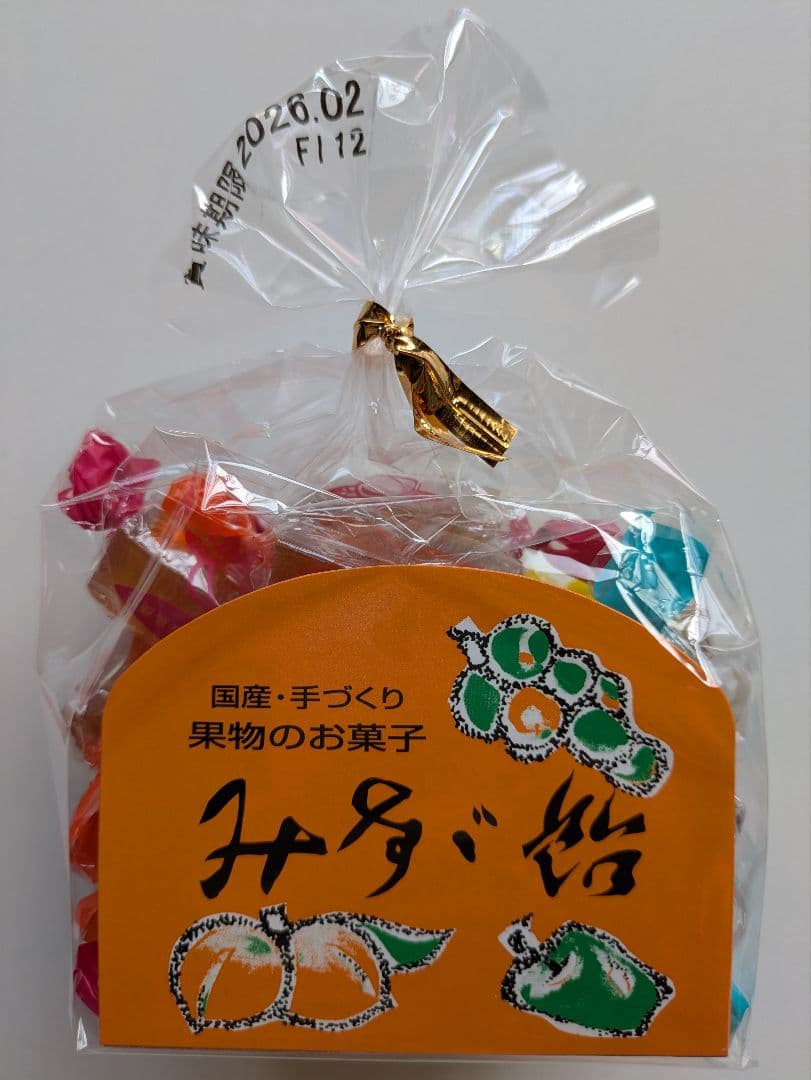 賞味期限2026.02
FI12
国産・手づくり
果物のお菓子
みすゞ飴